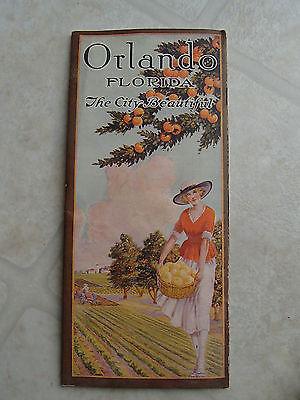 Orlando
FLORIDA
The City Beautiful